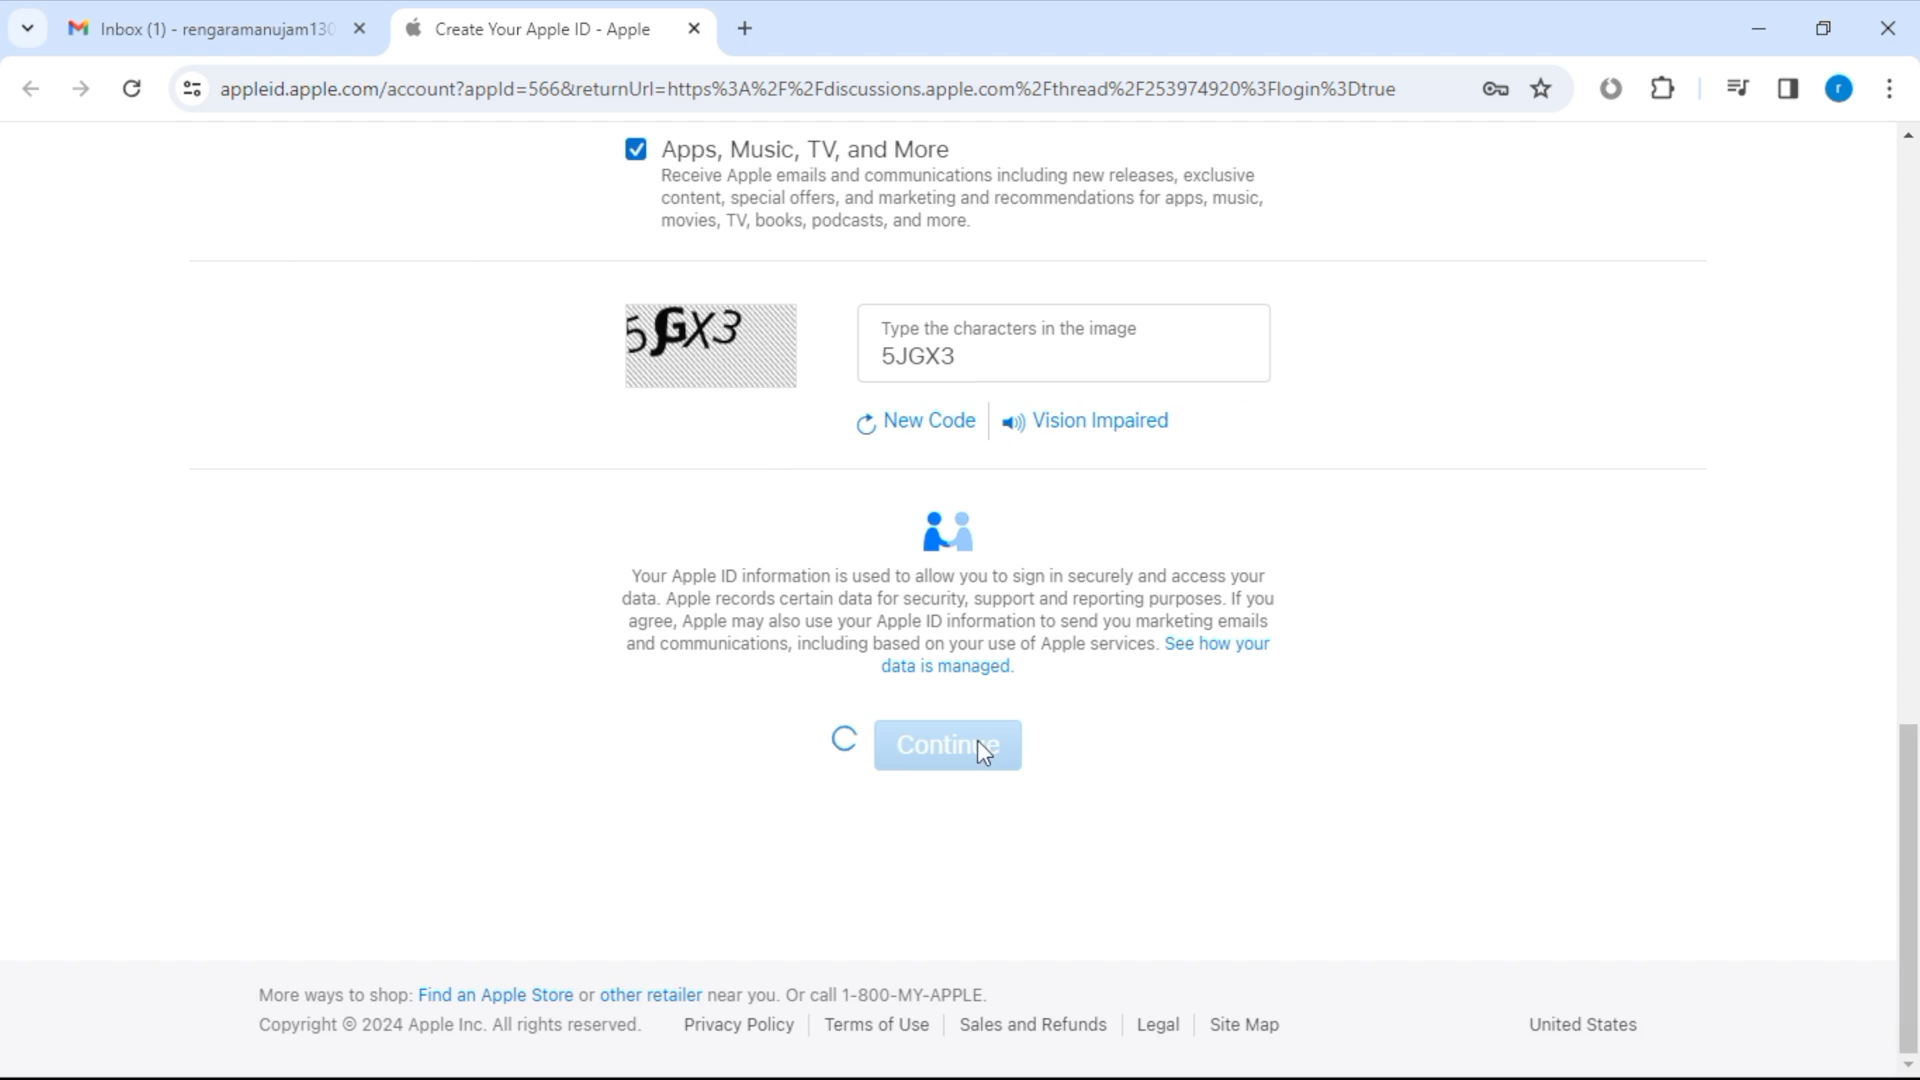 Inbox (1) - rengaramanujam130
Create Your Apple ID - Apple
appleid.apple.com/account?appId=566&returnUrl=https%3A%2F%2Fdiscussions.apple.com%2Fthread%2F253974920%3Flogin%3Dtrue
r
Apps, Music, TV, and More
Receive Apple emails and communications including new releases, exclusive
content, special offers, and marketing and recommendations for apps, music,
movies, TV, books, podcasts, and more.
5JGX3
Type the characters in the image
5JGX3
New Code
Vision Impaired
Your Apple ID information is used to allow you to sign in securely and access your
data. Apple records certain data for security, support and reporting purposes. If you
agree, Apple may also use your Apple ID information to send you marketing emails
and communications, including based on your use of Apple services. See how your
data is managed.
Continue
More ways to shop: Find an Apple Store or other retailer near you. Or call 1-800-MY-APPLE.
Copyright © 2024 Apple Inc. All rights reserved. Privacy Policy Terms of Use Sales and Refunds Legal Site Map United States